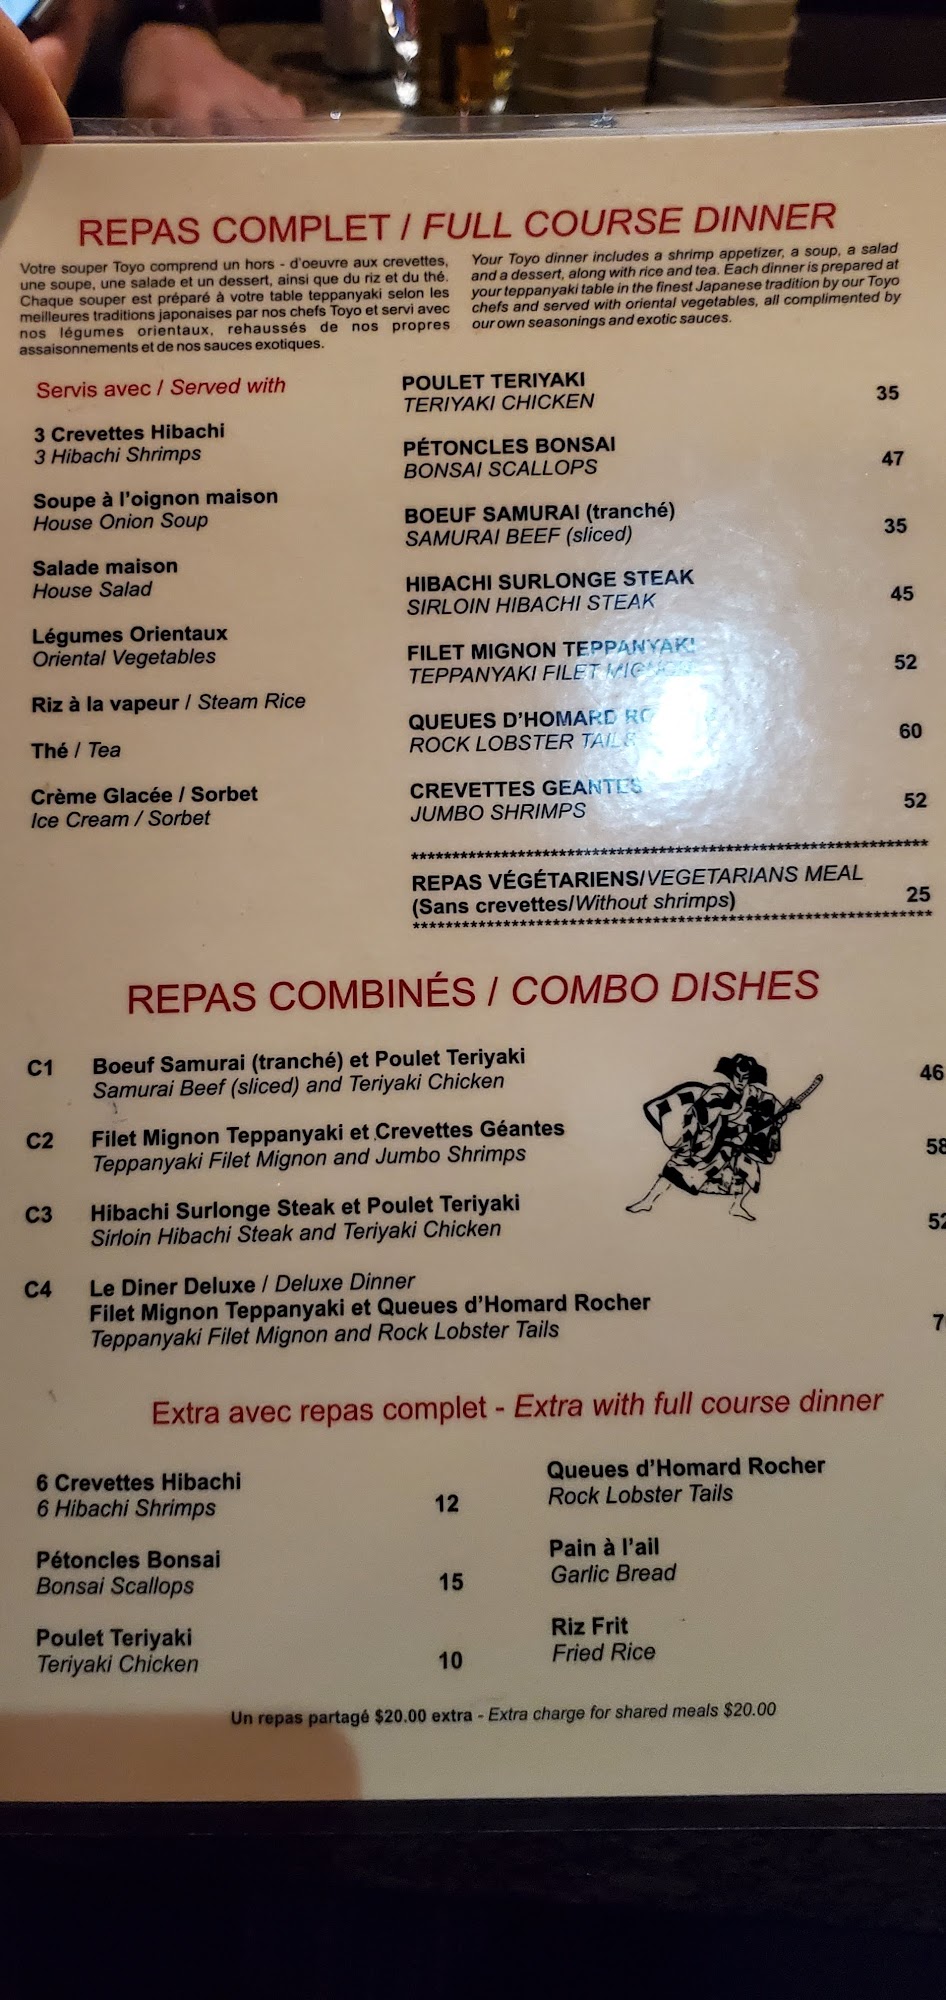 REPAS COMPLET / FULL COURSE DINNER
Votre souper Toyo comprend un hors - d'oeuvre aux crevettes,
une soupe, une salade et un dessert, ainsi que du riz et du thé.
Chaque souper est préparé à votre table teppanyaki selon les
meilleures traditions japonaises par nos chefs Toyo et servi avec
nos légumes orientaux, rehaussés de nos propres
assaisonnements et de nos sauces exotiques.
Your Toyo dinner includes a shrimp appetizer, a soup, a salad
and a dessert, along with rice and tea. Each dinner is prepared at
your teppanyaki table in the finest Japanese tradition by our Toyo
chefs and served with oriental vegetables, all complimented by
our own seasonings and exotic sauces.
Servis avec / Served with
3 Crevettes Hibachi
3 Hibachi Shrimps
Soupe à l'oignon maison
House Onion Soup
Salade maison
House Salad
Légumes Orientaux
Oriental Vegetables
Riz à la vapeur / Steam Rice
Thé / Tea
Crème Glacée / Sorbet
Ice Cream / Sorbet
POULET TERIYAKI
TERIYAKI CHICKEN 35
PÉTONCLES BONSAI
BONSAI SCALLOPS 47
BOEUF SAMURAI (tranché)
SAMURAI BEEF (sliced) 35
HIBACHI SURLONGE STEAK
SIRLOIN HIBACHI STEAK 45
FILET MIGNON TEPPANYAKI
TEPPANYAKI FILET MIGNON 52
QUEUES D'HOMARD
ROCK LOBSTER TAILS 60
CREVETTES GEANTES
JUMBO SHRIMPS 52
************************************************************
REPAS VÉGÉTARIENS/VEGETARIANS MEAL
(Sans crevettes/Without shrimps) 25
************************************************************
REPAS COMBINÉS / COMBO DISHES
C1 Boeuf Samurai (tranché) et Poulet Teriyaki 46
Samurai Beef (sliced) and Teriyaki Chicken
C2 Filet Mignon Teppanyaki et Crevettes Géantes 58
Teppanyaki Filet Mignon and Jumbo Shrimps
C3 Hibachi Surlonge Steak et Poulet Teriyaki 52
Sirloin Hibachi Steak and Teriyaki Chicken
C4 Le Diner Deluxe / Deluxe Dinner
Filet Mignon Teppanyaki et Queues d'Homard Rocher
Teppanyaki Filet Mignon and Rock Lobster Tails
Extra avec repas complet - Extra with full course dinner
6 Crevettes Hibachi
6 Hibachi Shrimps 12
Pétoncles Bonsai
Bonsai Scallops 15
Poulet Teriyaki
Teriyaki Chicken 10
Queues d'Homard Rocher
Rock Lobster Tails
Pain à l'ail
Garlic Bread
Riz Frit
Fried Rice
Un repas partagé $20.00 extra - Extra charge for shared meals $20.00